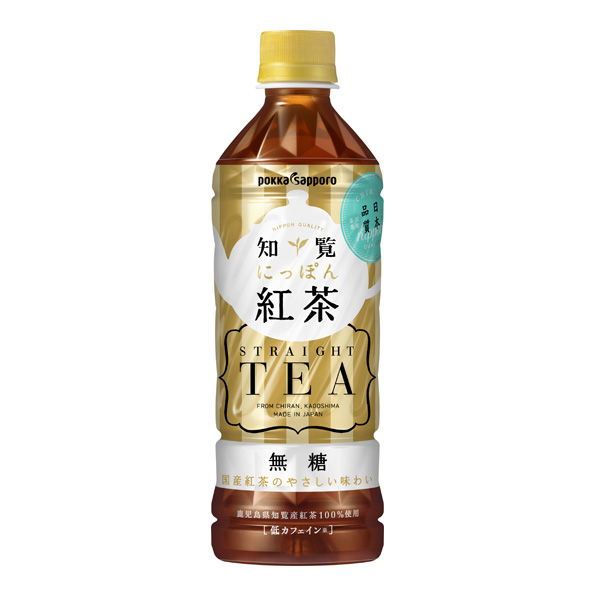 pokka sapporo
日本
品質
NIPPON QUALITY
知覧
にっぽん
紅茶
STRAIGHT
TEA
FROM CHIRAN, KAGOSHIMA
MADE IN JAPAN
無糖
国産紅茶のやさしい味わい
鹿児島県知覧産紅茶100%使用
[低カフェイン※]